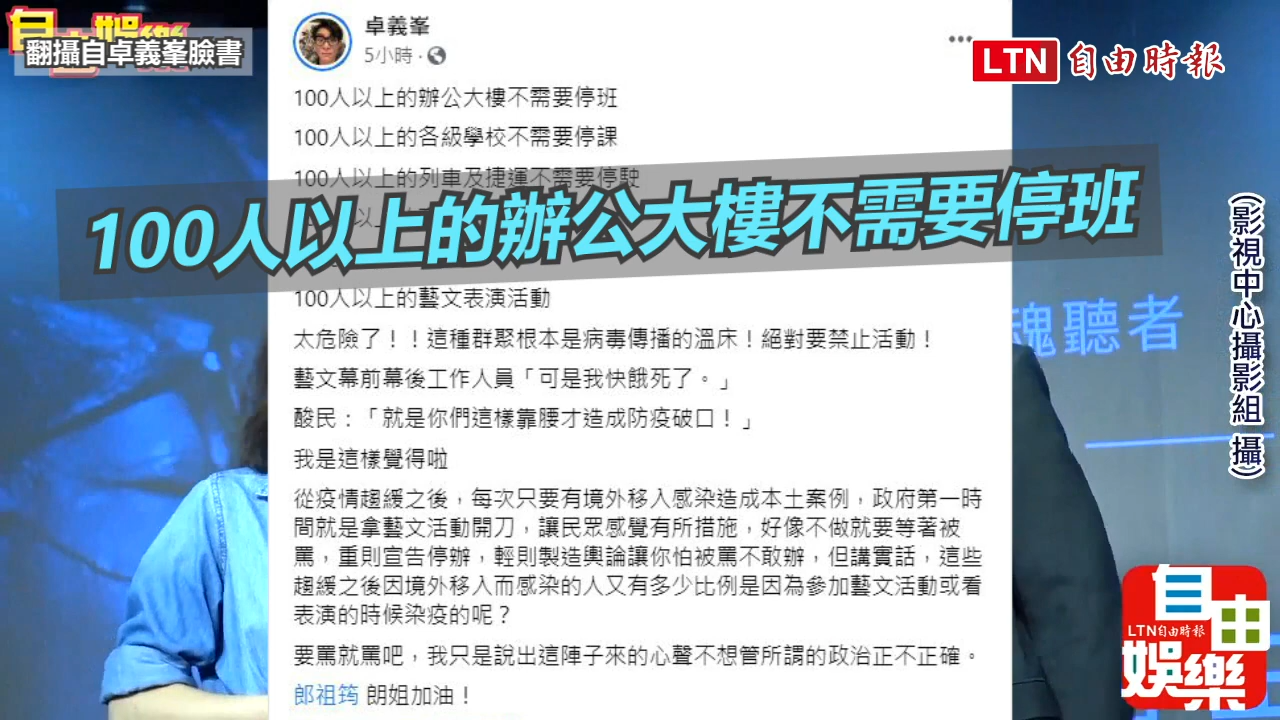 自由娛樂
翻攝自卓義峯臉書
卓義峯
5小時
LTN 自由時報
100人以上的辦公大樓不需要停班
100人以上的各級學校不需要停課
100人以上的列車及捷運不需要停駛
100人以上的辦公大樓不需要停班
100人以上的藝文表演活動
太危險了！！這種群聚根本是病毒傳播的溫床！絕對要禁止活動！
藝文幕前幕後工作人員「可是我快餓死了。」
酸民：「就是你們這樣靠腰才造成防疫破口！」
我是這樣覺得啦
從疫情趨緩之後，每次只要有境外移入感染造成本土案例，政府第一時
間就是拿藝文活動開刀，讓民眾感覺有所措施，好像不做就要等著被
罵，重則宣告停辦，輕則製造輿論讓你怕被罵不敢辦，但講實話，這些
趨緩之後因境外移入而感染的人又有多少比例是因為參加藝文活動或看
表演的時候染疫的呢？
要罵就罵吧，我只是說出這陣子來的心聲不想管所謂的政治正不正確。
郎祖筠 朗姐加油！
魂聽者
（影視中心攝影組 攝）
自由
LTN自由時報
娛樂